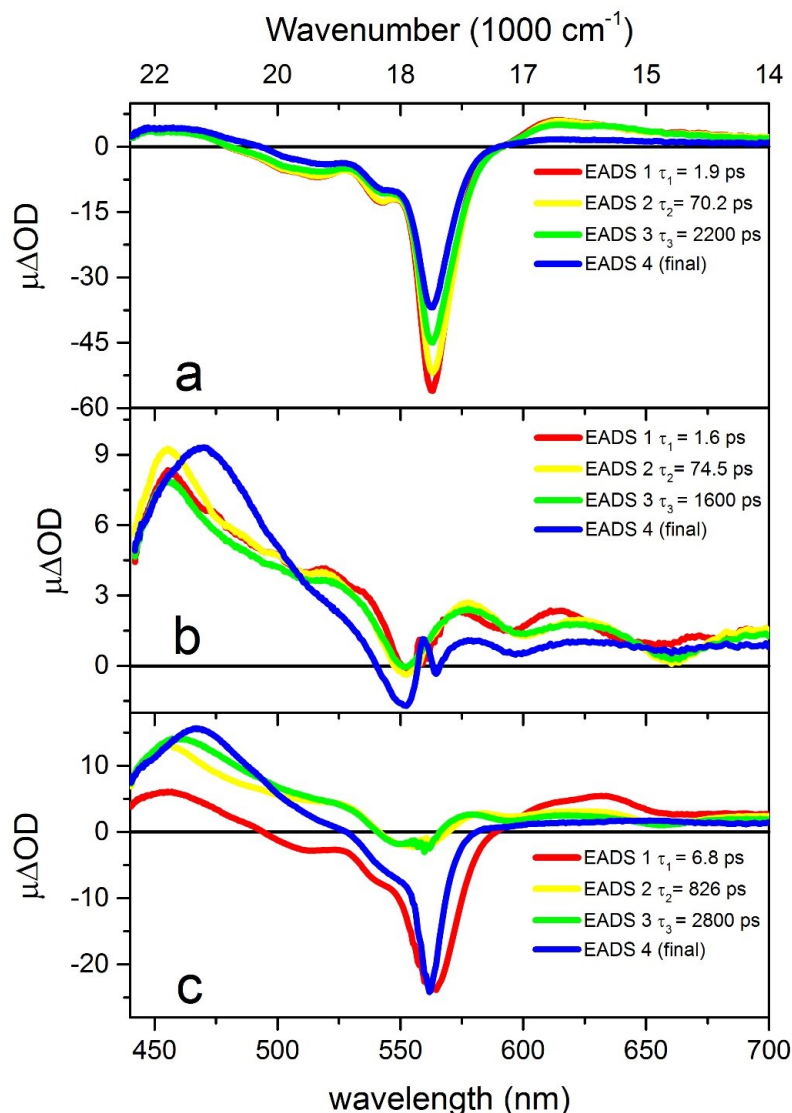 Wavenumber (1000 cm⁻¹)
22 20 19 18 17 16 15 14
0
-15
-30
-45
-60
μΔOD
EADS 1 τ₁ = 1.9 ps
EADS 2 τ₂= 70.2 ps
EADS 3 τ₃ = 2200 ps
EADS 4 (final)
a
9
6
3
0
μΔOD
EADS 1 τ₁ = 1.6 ps
EADS 2 τ₂= 74.5 ps
EADS 3 τ₃ = 1600 ps
EADS 4 (final)
b
10
0
-10
-20
μΔOD
EADS 1 τ₁ = 6.8 ps
EADS 2 τ₂= 826 ps
EADS 3 τ₃ = 2800 ps
EADS 4 (final)
c
450 500 550 600 650 700
wavelength (nm)